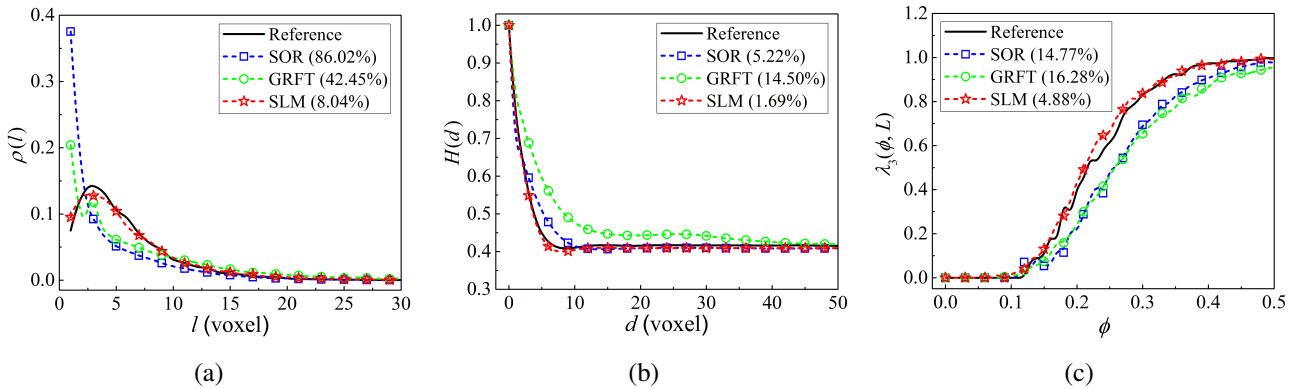 0.4
0.3
0.2
0.1
0.0
ρ(l)
0 5 10 15 20 25 30
l (voxel)
Reference
SOR (86.02%)
GRFT (42.45%)
SLM (8.04%)
(a)
1.0
0.9
0.8
0.7
0.6
0.5
0.4
0.3
H(d)
0 10 20 30 40 50
d (voxel)
Reference
SOR (5.22%)
GRFT (14.50%)
SLM (1.69%)
(b)
1.2
1.0
0.8
0.6
0.4
0.2
0.0
λ₃(ϕ, L)
0.0 0.1 0.2 0.3 0.4 0.5
ϕ
Reference
SOR (14.77%)
GRFT (16.28%)
SLM (4.88%)
(c)